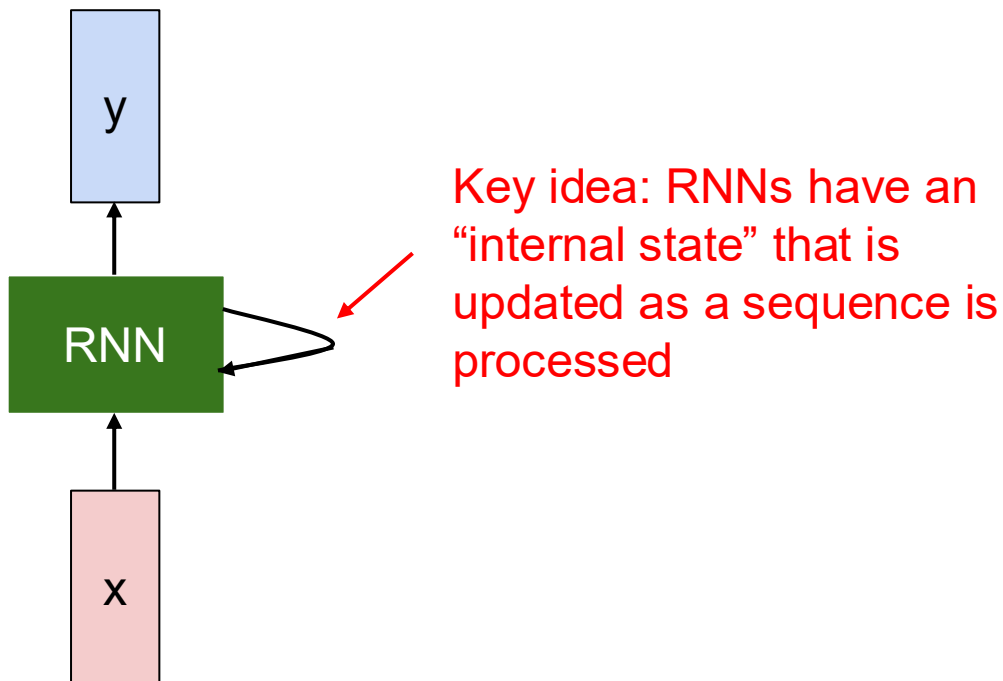 y
Key idea: RNNs have an
“internal state” that is
updated as a sequence is
processed
RNN
x